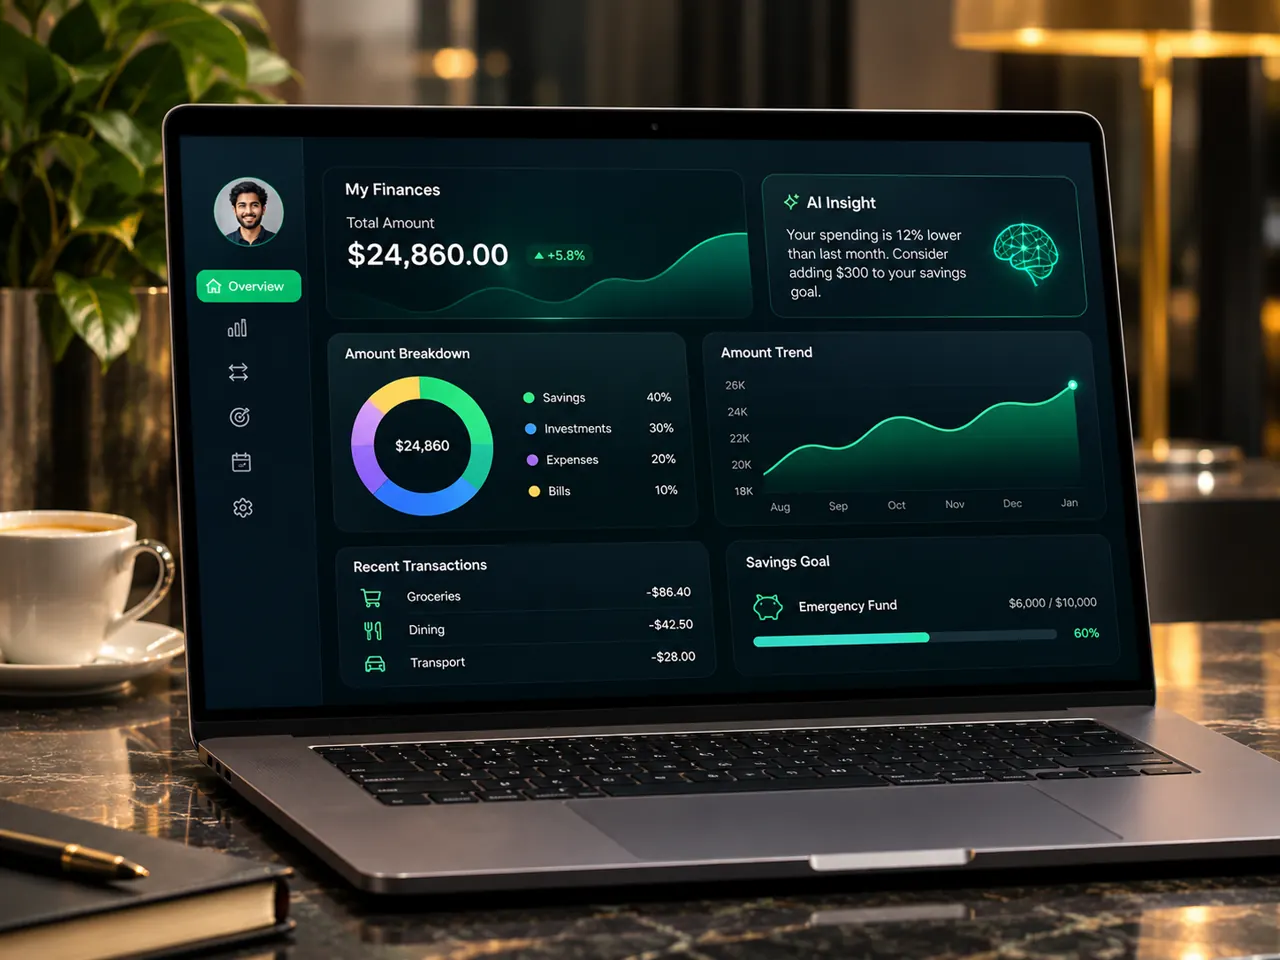 Overview
My Finances
Total Amount
$24,860.00
+5.8%
AI Insight
Your spending is 12% lower
than last month. Consider
adding $300 to your savings
goal.
Amount Breakdown
$24,860
Savings 40%
Investments 30%
Expenses 20%
Bills 10%
Amount Trend
26K
24K
22K
20K
18K
Aug Sep Oct Nov Dec Jan
Recent Transactions
Groceries -$86.40
Dining -$42.50
Transport -$28.00
Savings Goal
Emergency Fund $6,000 / $10,000
60%